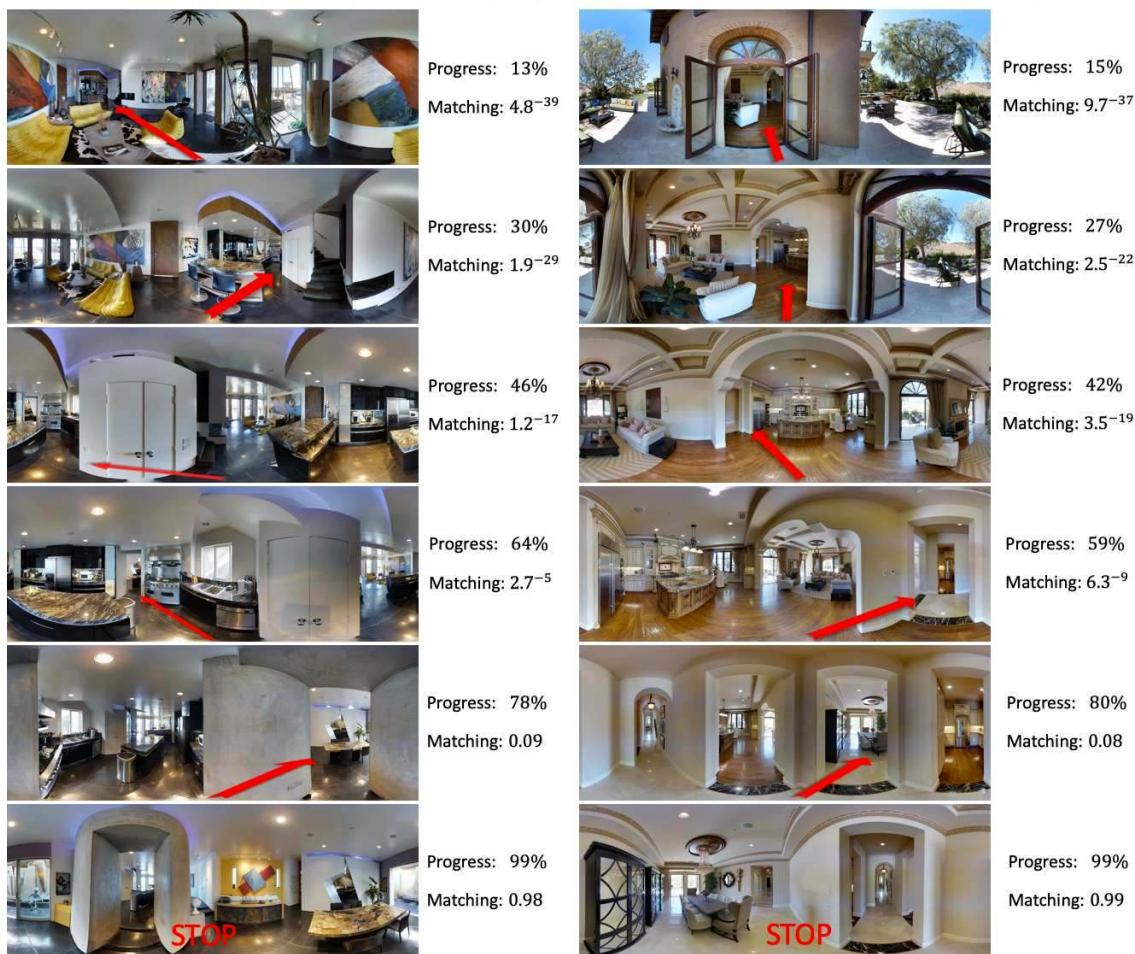 Progress: 13%
Matching: 4.8⁻³⁹
Progress: 30%
Matching: 1.9⁻²⁹
Progress: 46%
Matching: 1.2⁻¹⁷
Progress: 64%
Matching: 2.7⁻⁵
Progress: 78%
Matching: 0.09
Progress: 99%
Matching: 0.98
STOP
Progress: 15%
Matching: 9.7⁻³⁷
Progress: 27%
Matching: 2.5⁻²²
Progress: 42%
Matching: 3.5⁻¹⁹
Progress: 59%
Matching: 6.3⁻⁹
Progress: 80%
Matching: 0.08
Progress: 99%
Matching: 0.99
STOP